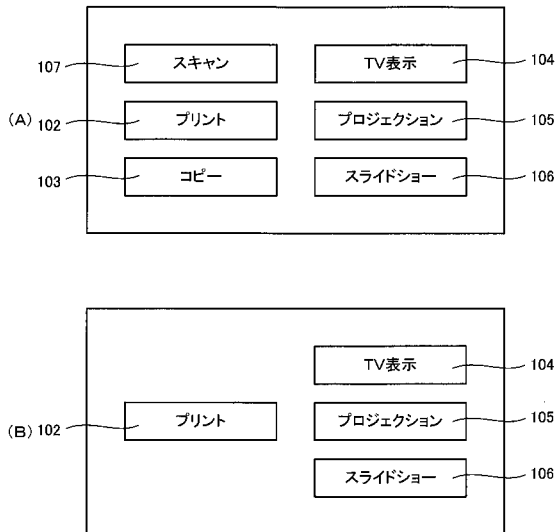 107 スキャン TV表示 104
(A) 102 プリント プロジェクション 105
103 コピー スライドショー 106
TV表示 104
(B) 102 プリント プロジェクション 105
スライドショー 106